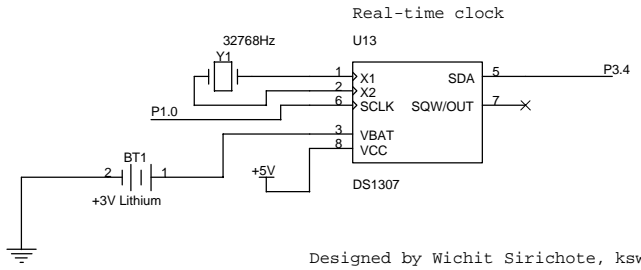 Real-time clock
32768Hz
U13
Y1
1
X1
SDA
5
P3.4
2
X2
P1.0
6
SCLK
SQW/OUT
7
3
VBAT
8
VCC
BT1
2
1
+5V
+3V Lithium
DS1307
Designed by Wichit Sirichote, ksw